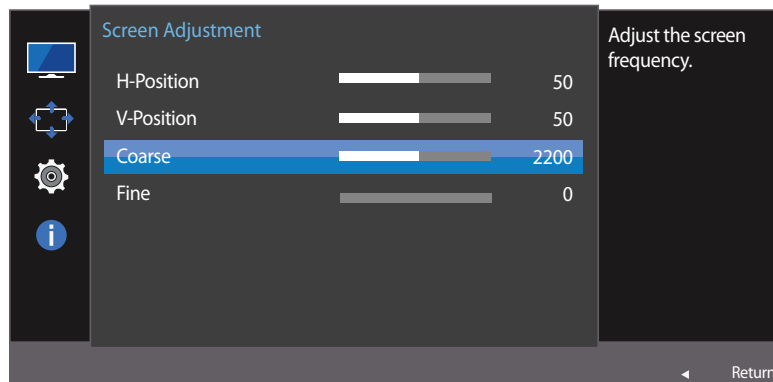 Screen Adjustment
H-Position 50
V-Position 50
Coarse 2200
Fine 0
Adjust the screen
frequency.
Return